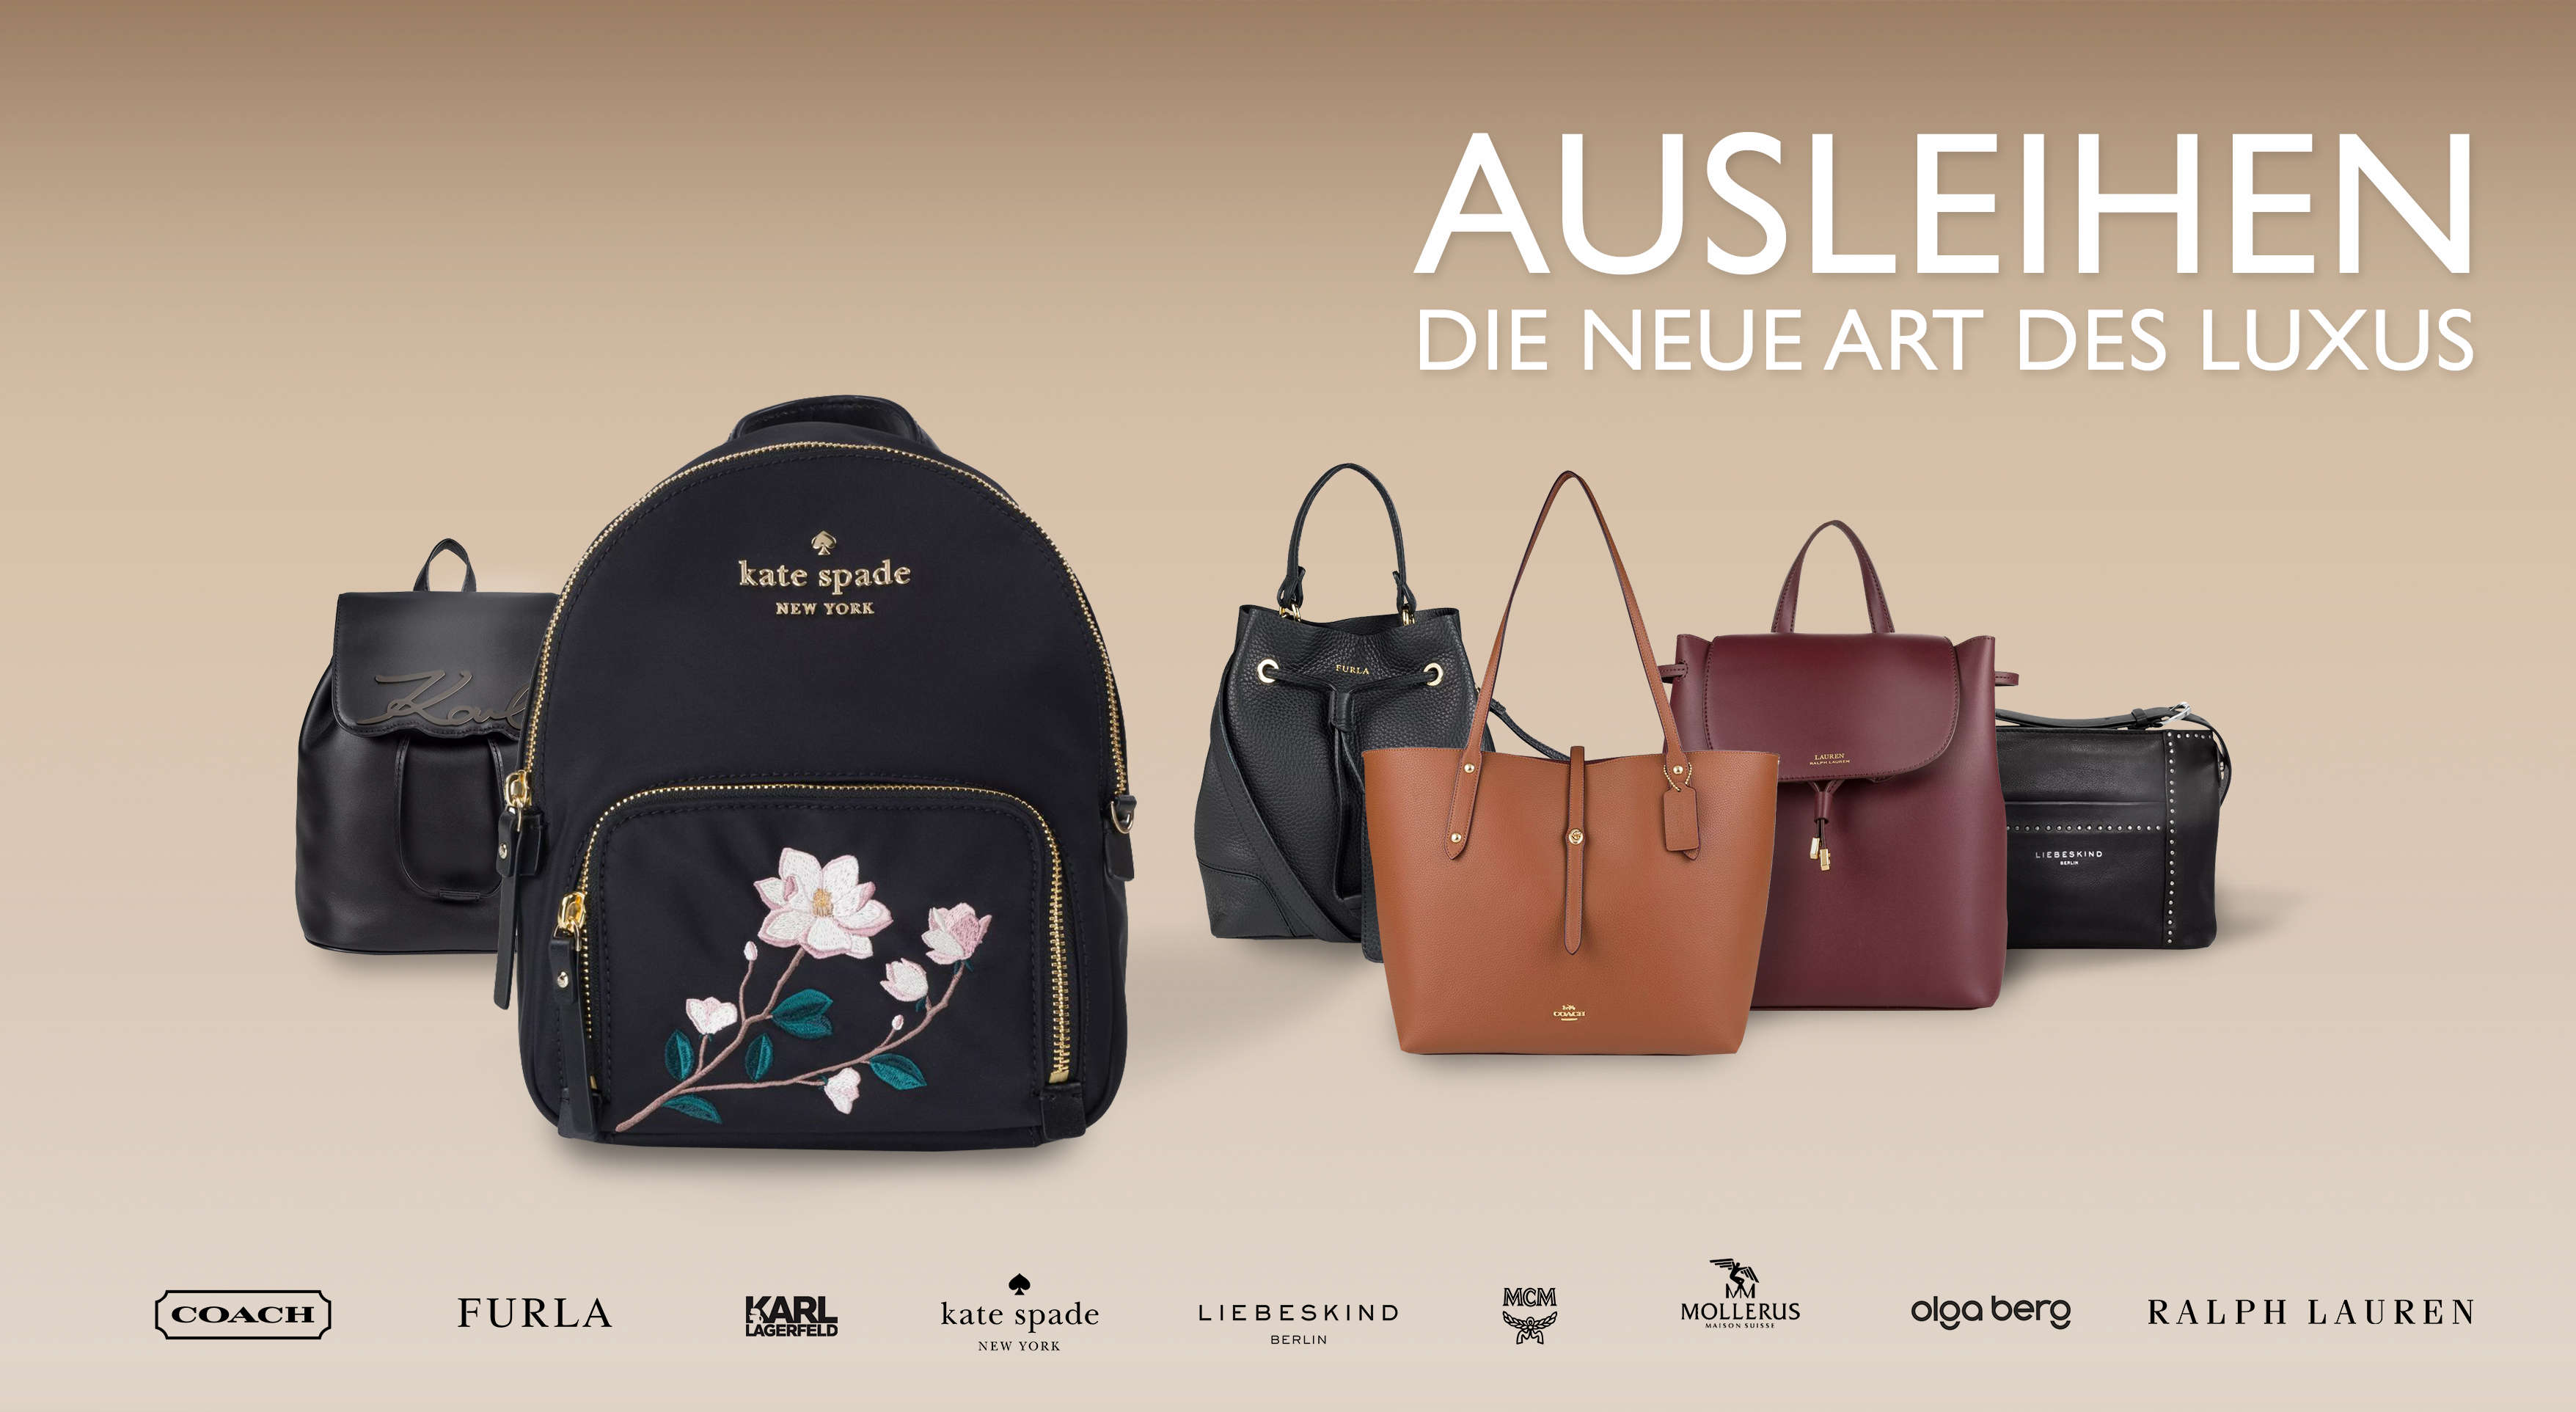 AUSLEIHEN
DIE NEUE ART DES LUXUS
Karl
kate spade
NEW YORK
FURLA
COACH
LAUREN
RALPH LAUREN
LIEBESKIND
BERLIN
COACH
FURLA
KARL
LAGERFELD
kate spade
NEW YORK
LIEBESKIND
BERLIN
MCM
MOLLERUS
MAISON SUISSE
olga berg
RALPH LAUREN